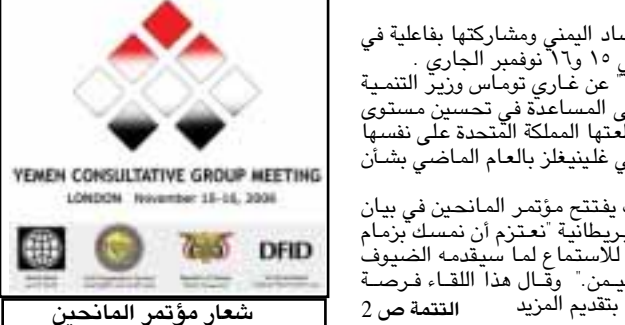 YEMEN CONSULTATIVE GROUP MEETING
LONDON November 15-16, 2006
DFID
شعار مؤتمر المانحين
ساد اليمني ومشاركتها بفاعلية في
ي ١٥ و١٦ نوفمبر الجاري .
" عن غاري توماس وزير التنمية
ى المساعدة في تحسين مستوى
لعتها المملكة المتحدة على نفسها
ي غلينيغلز بالعام الماضي بشأن
يفتتح مؤتمر المانحين في بيان
بريطانية "نعتزم أن نمسك بزمام
للاستماع لما سيقدمه الضيوف
يمن." وقال هذا اللقاء فرصة
بتقديم المزيد التتمة ص 2